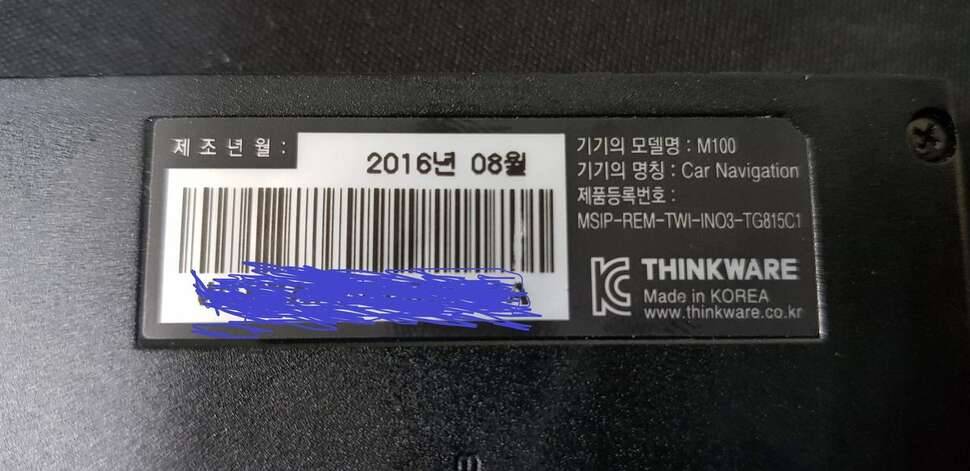 제 조 년 월 :
2016년 08월
기기의 모델명 : M100
기기의 명칭 : Car Navigation
제품등록번호 :
MSIP-REM-TWI-INO3-TG815C1
THINKWARE
Made in KOREA
www.thinkware.co.kr